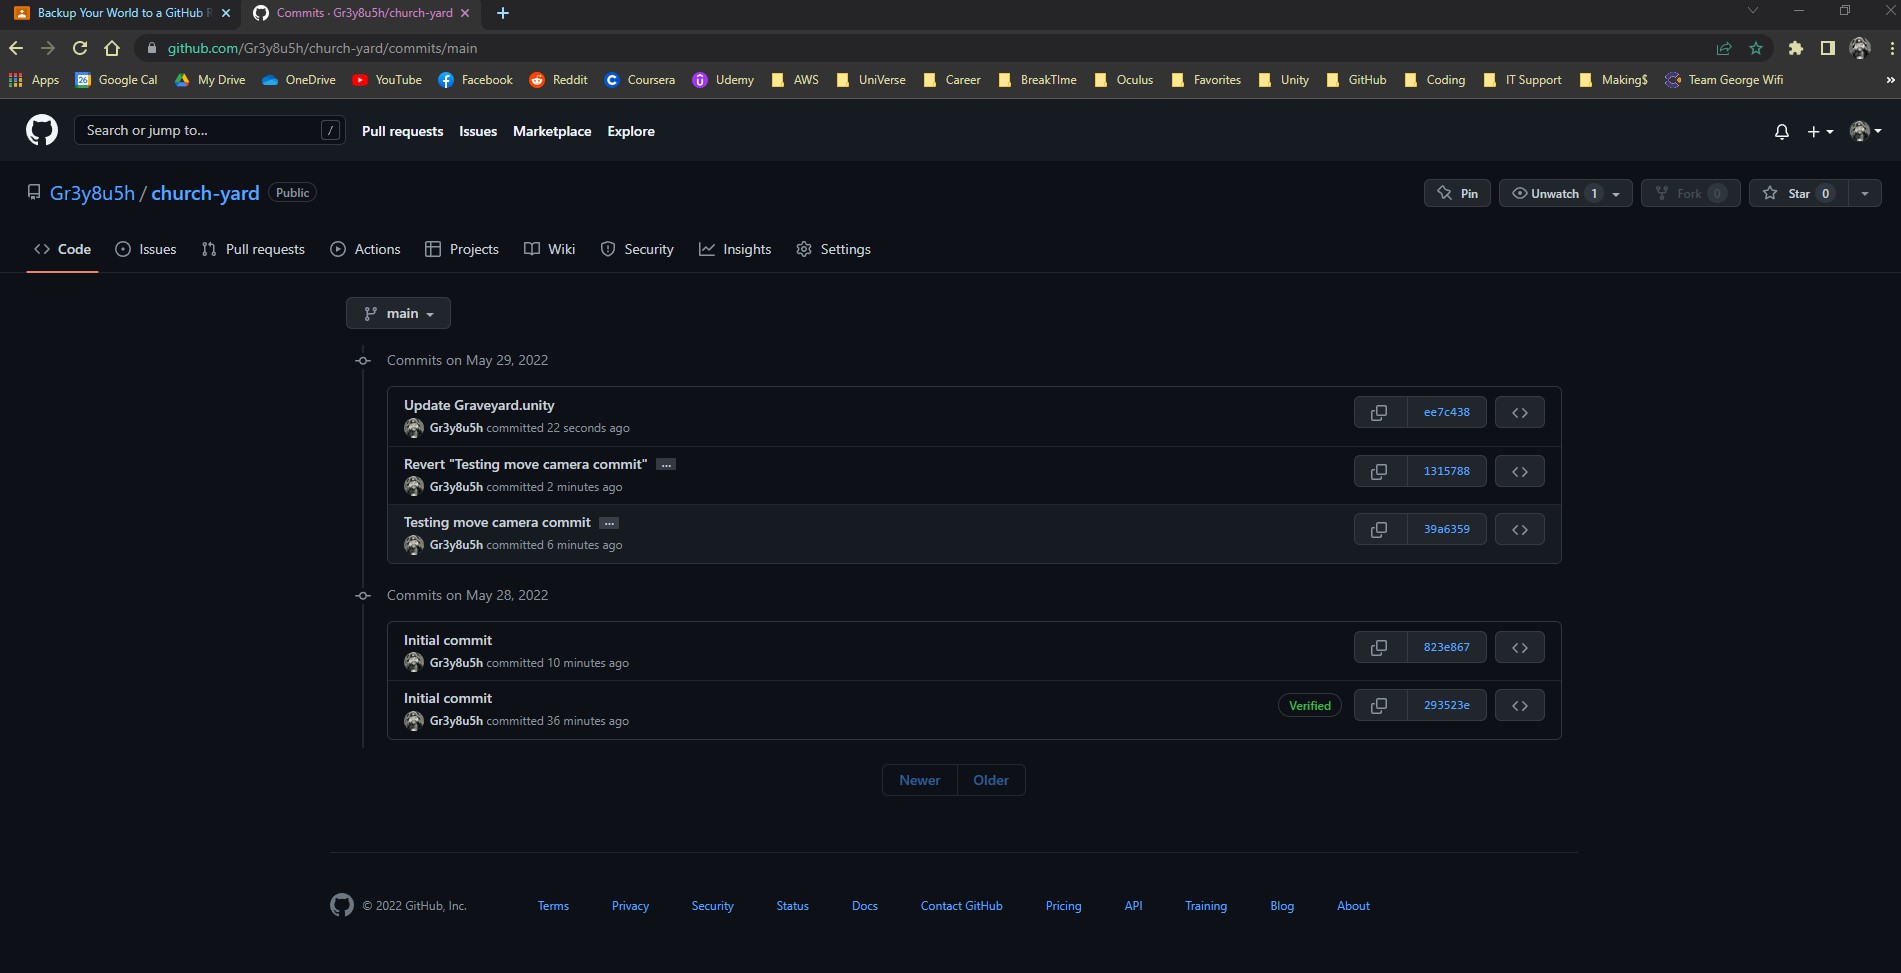 Backup Your World to a GitHub R
Commits · Gr3y8u5h/church-yard
github.com/Gr3y8u5h/church-yard/commits/main
Apps
26 Google Cal
My Drive
OneDrive
YouTube
Facebook
Reddit
Coursera
Udemy
AWS
UniVerse
Career
BreakTIme
Oculus
Favorites
Unity
GitHub
Coding
IT Support
Making$
Team George Wifi
»
Search or jump to... /
Pull requests
Issues
Marketplace
Explore
Gr3y8u5h / church-yard Public
Pin
Unwatch 1
Fork 0
Star 0
Code
Issues
Pull requests
Actions
Projects
Wiki
Security
Insights
Settings
main
Commits on May 29, 2022
Update Graveyard.unity
Gr3y8u5h committed 22 seconds ago
ee7c438
Revert "Testing move camera commit" ...
Gr3y8u5h committed 2 minutes ago
1315788
Testing move camera commit ...
Gr3y8u5h committed 6 minutes ago
39a6359
Commits on May 28, 2022
Initial commit
Gr3y8u5h committed 10 minutes ago
823e867
Initial commit
Gr3y8u5h committed 36 minutes ago
Verified
293523e
Newer
Older
© 2022 GitHub, Inc.
Terms
Privacy
Security
Status
Docs
Contact GitHub
Pricing
API
Training
Blog
About